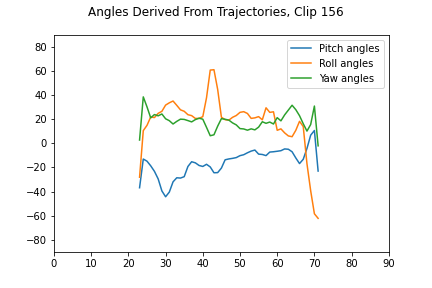 Angles Derived From Trajectories, Clip 156
Pitch angles
Roll angles
Yaw angles
80
60
40
20
0
−20
−40
−60
−80
0 10 20 30 40 50 60 70 80 90